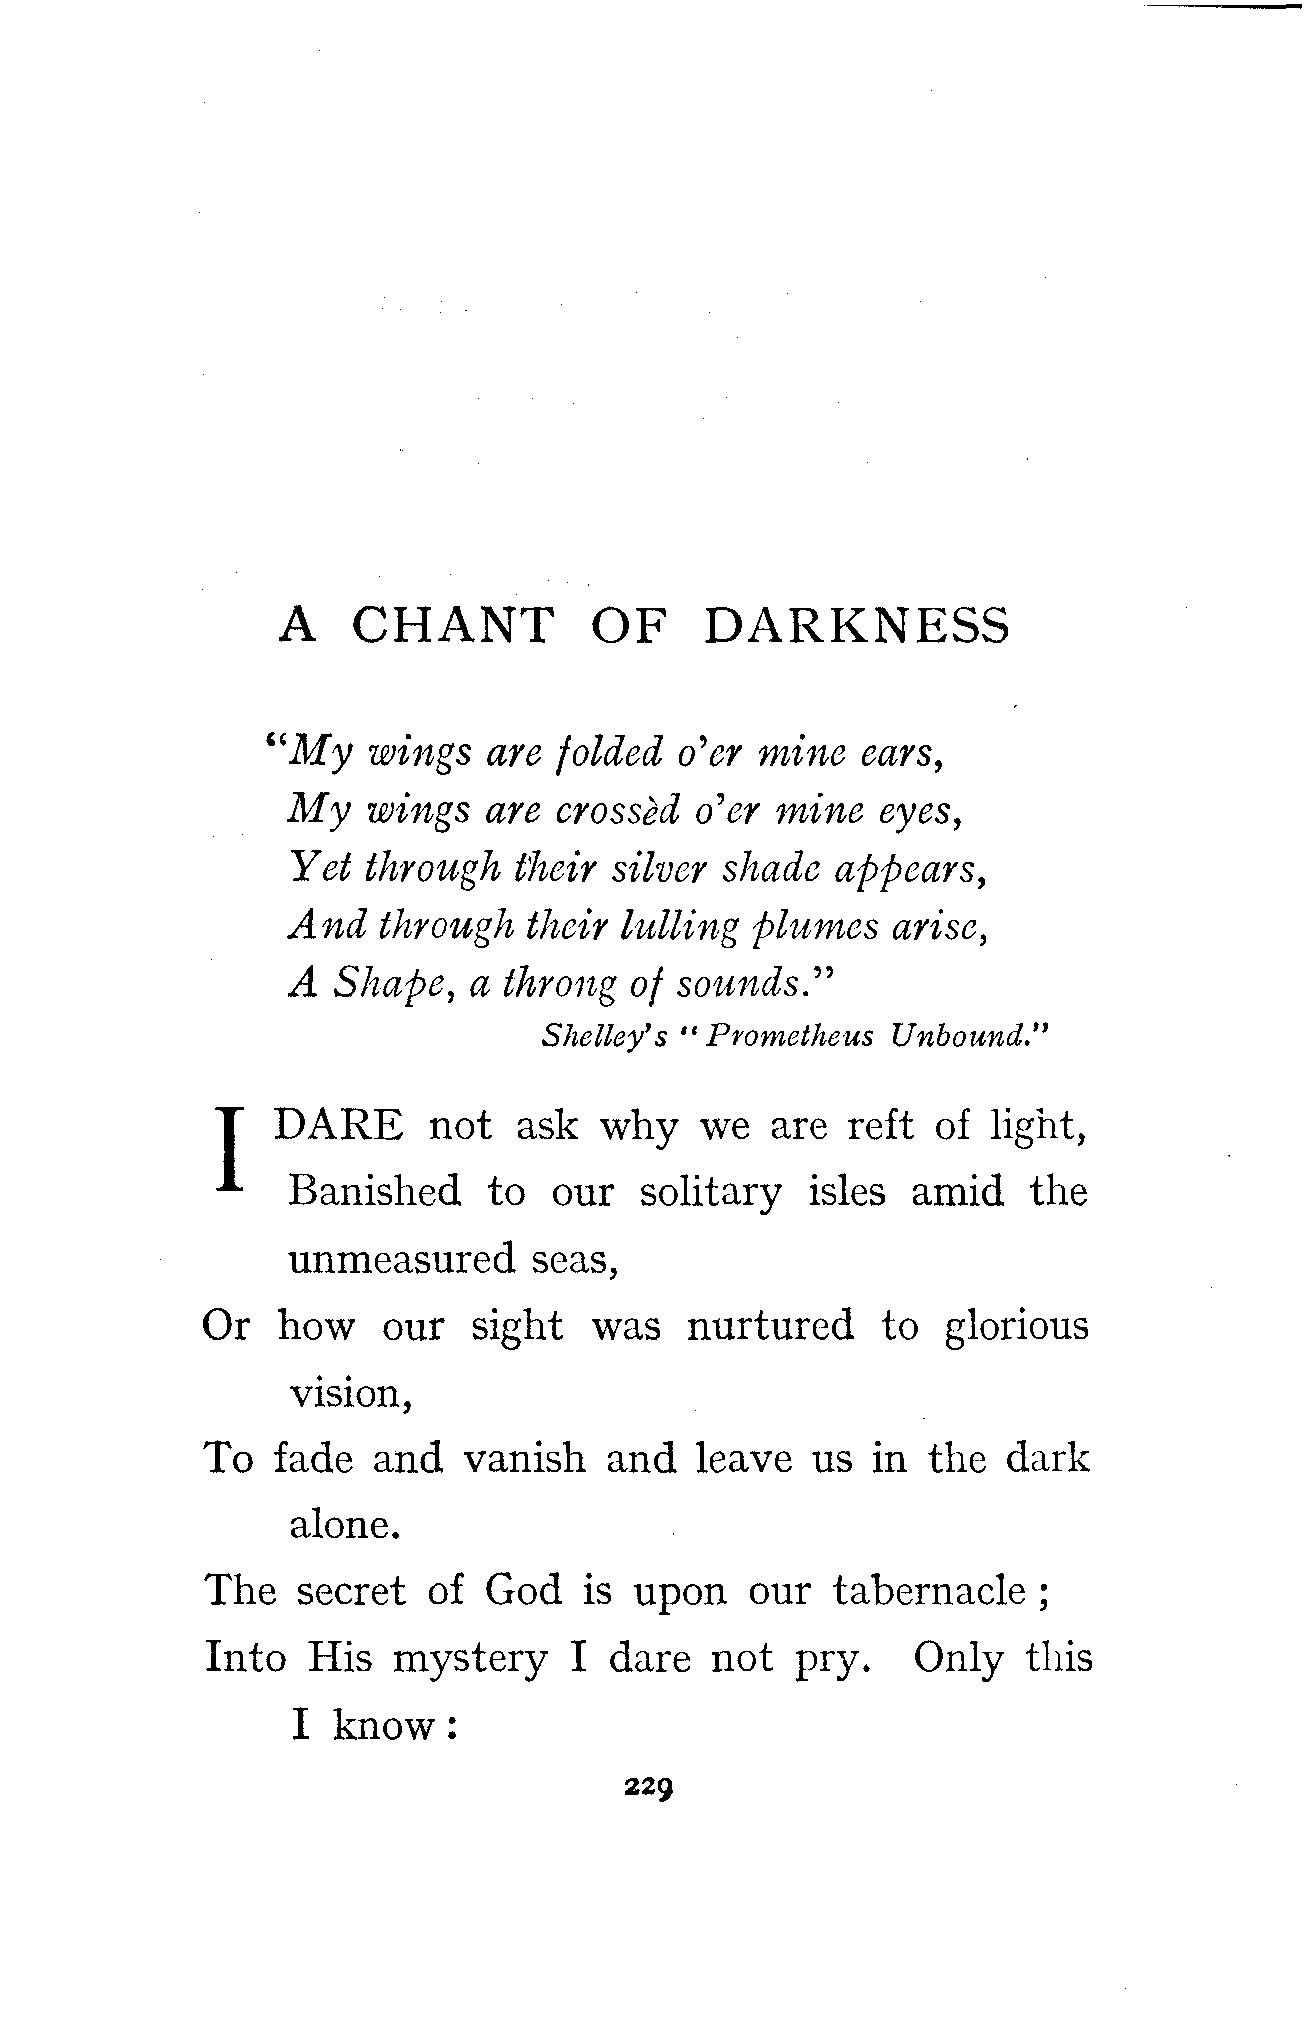 A CHANT OF DARKNESS
"My wings are folded o'er mine ears,
My wings are crossèd o'er mine eyes,
Yet through their silver shade appears,
And through their lulling plumes arise,
A Shape, a throng of sounds."
Shelley's "Prometheus Unbound."
I DARE not ask why we are reft of light,
Banished to our solitary isles amid the
unmeasured seas,
Or how our sight was nurtured to glorious
vision,
To fade and vanish and leave us in the dark
alone.
The secret of God is upon our tabernacle ;
Into His mystery I dare not pry. Only this
I know :
229